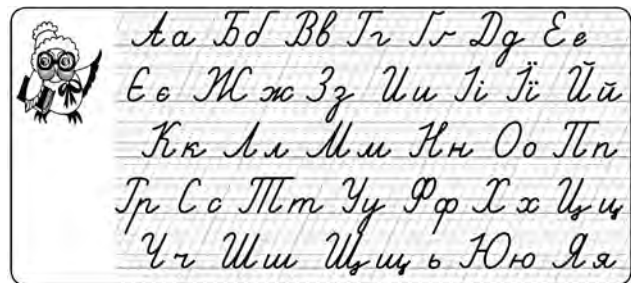 Аа Бб Вв Гг Ґґ Дд Ее
Єє Жж Зз Ии Іі Її Йй
Кк Лл Мм Нн Оо Пп
Рр Сс Тт Уу Фф Хх Цц
Чч Шш Щщ ь Юю Яя